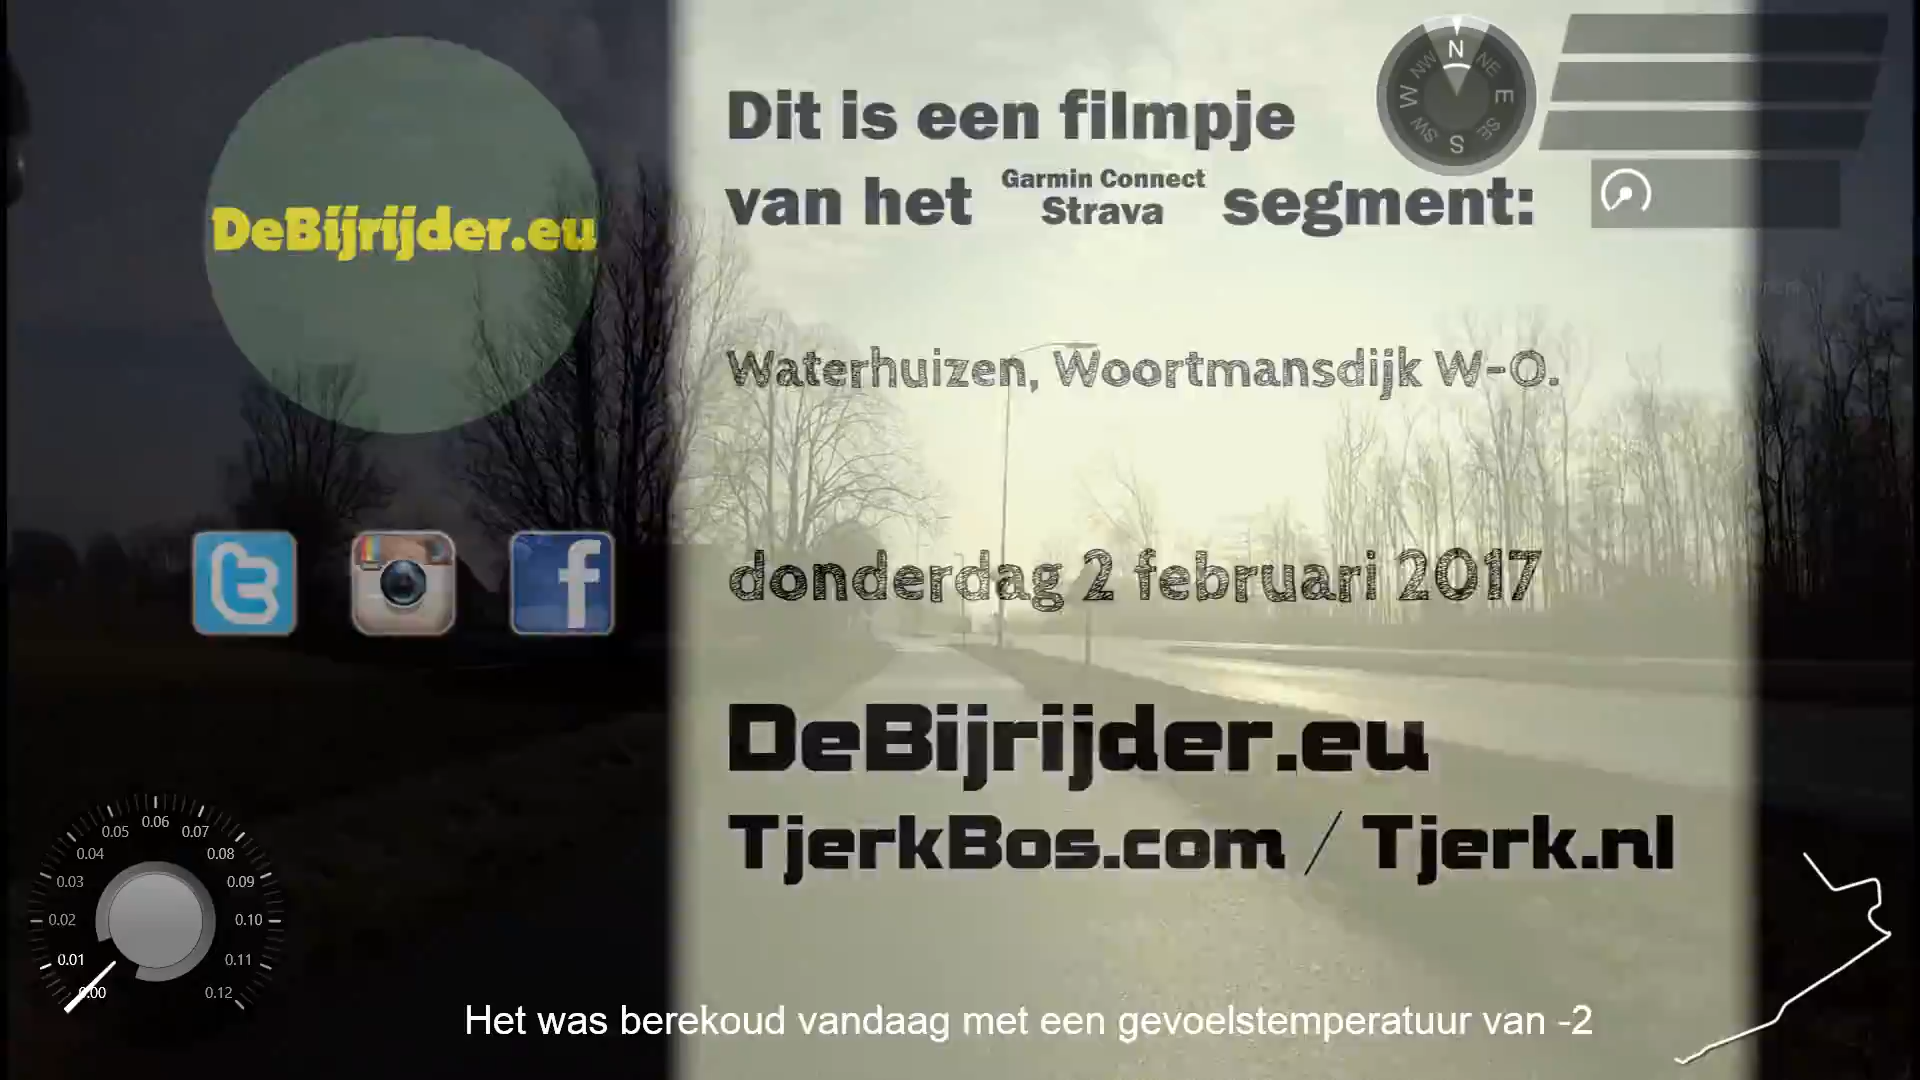 DeBijrijder.eu
Dit is een filmpje
van het Garmin Connect Strava segment:
Waterhuizen, Woortmansdijk W-O.
donderdag 2 februari 2017
DeBijrijder.eu
TjerkBos.com / Tjerk.nl
Het was berekoud vandaag met een gevoelstemperatuur van -2
N
NE
E
SE
S
SW
W
NW
0.00
0.01
0.02
0.03
0.04
0.05
0.06
0.07
0.08
0.09
0.10
0.11
0.12